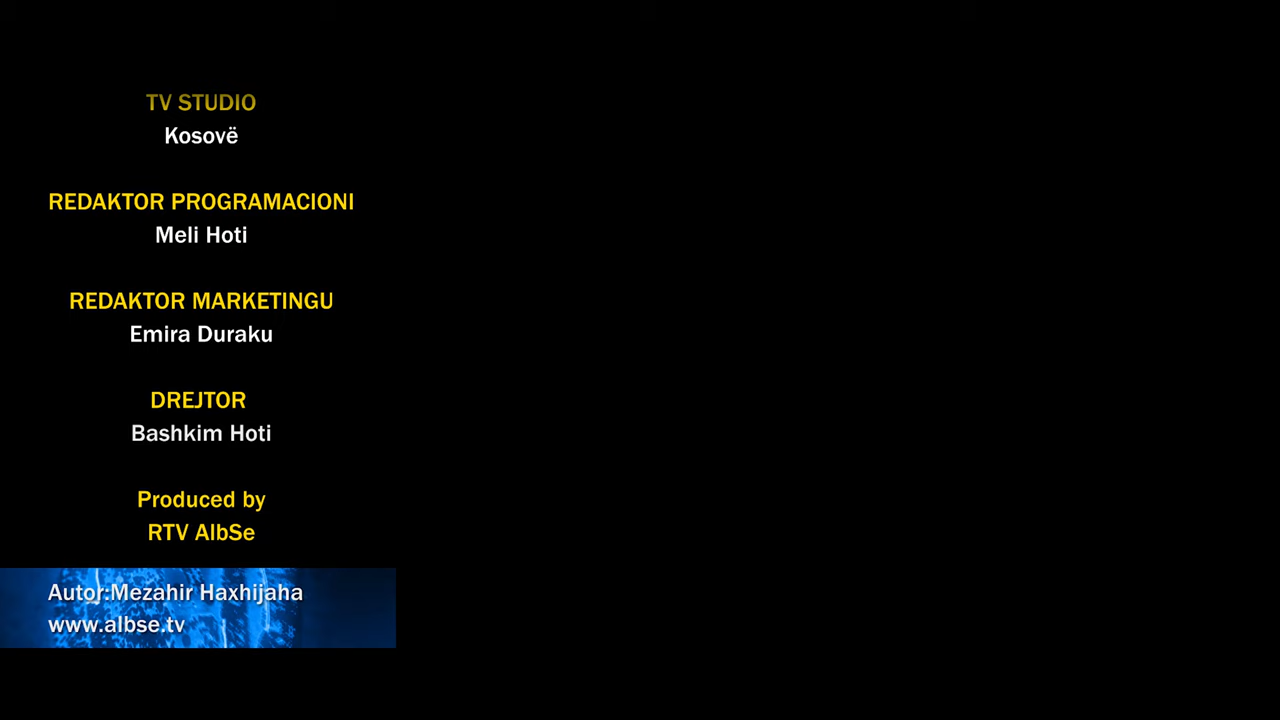 TV STUDIO
Kosovë
REDAKTOR PROGRAMACIONI
Meli Hoti
REDAKTOR MARKETINGU
Emira Duraku
DREJTOR
Bashkim Hoti
Produced by
RTV AlbSe
Autor:Mezahir Haxhijaha
www.albse.tv